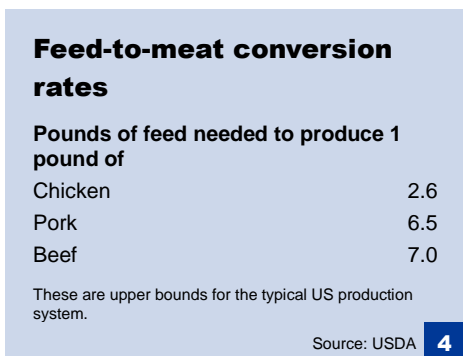 Feed-to-meat conversion
rates
Pounds of feed needed to produce 1
pound of
Chicken 2.6
Pork 6.5
Beef 7.0
These are upper bounds for the typical US production
system.
Source: USDA 4